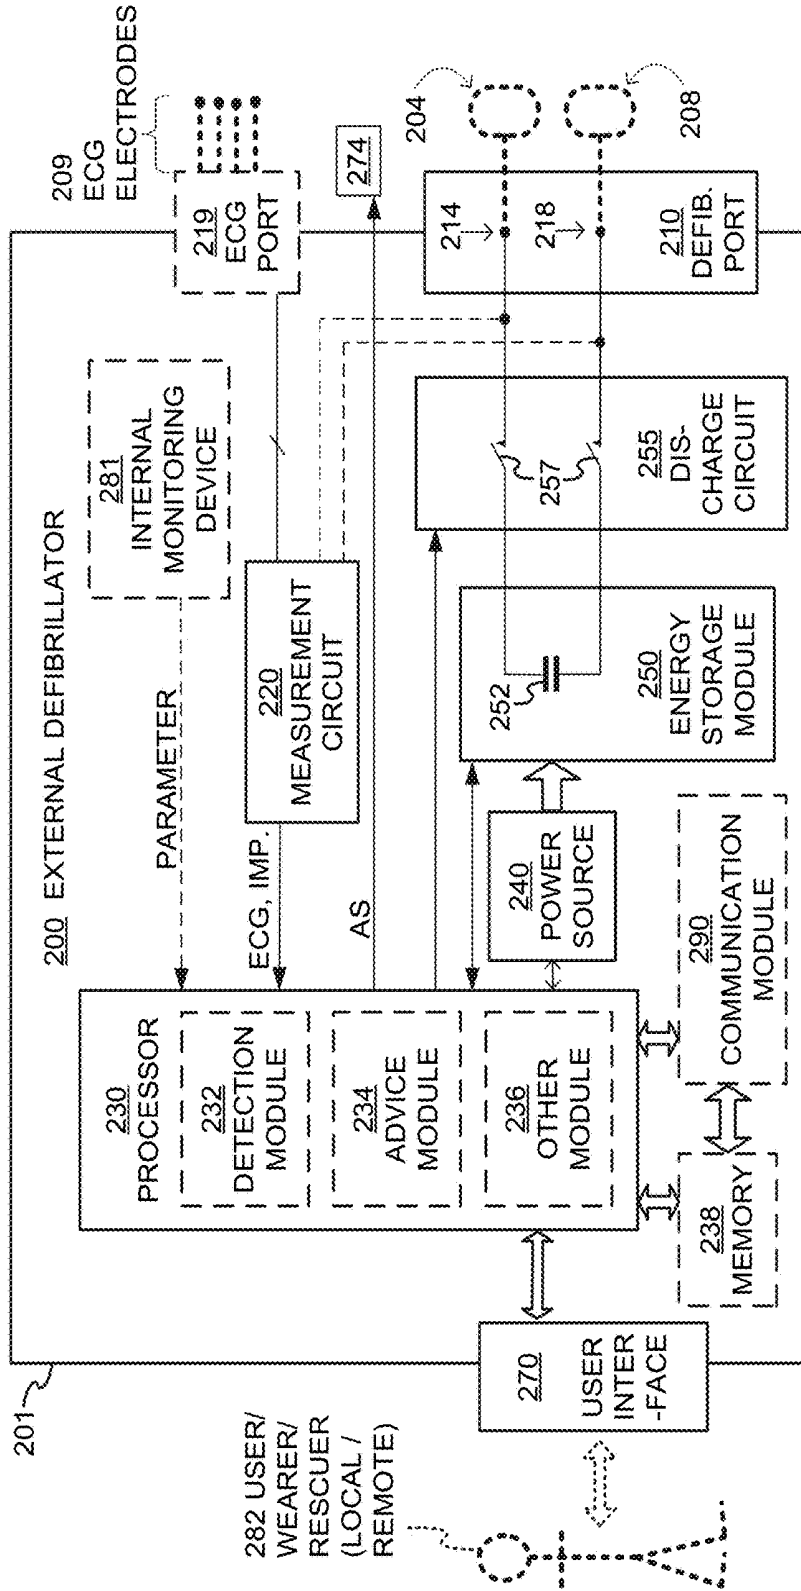 200 EXTERNAL DEFIBRILLATOR
201
282 USER/
WEARER/
RESCUER
(LOCAL /
REMOTE)
270
USER
INTER
-FACE
230
PROCESSOR
232
DETECTION
MODULE
234
ADVICE
MODULE
236
OTHER
MODULE
238
MEMORY
290
COMMUNICATION
MODULE
PARAMETER
ECG, IMP.
AS
240
POWER
SOURCE
281
INTERNAL
MONITORING
DEVICE
220
MEASUREMENT
CIRCUIT
252
250
ENERGY
STORAGE
MODULE
257
255
DIS-
CHARGE
CIRCUIT
209
ECG
ELECTRODES
219
ECG
PORT
274
214
218
210
DEFIB.
PORT
204
208